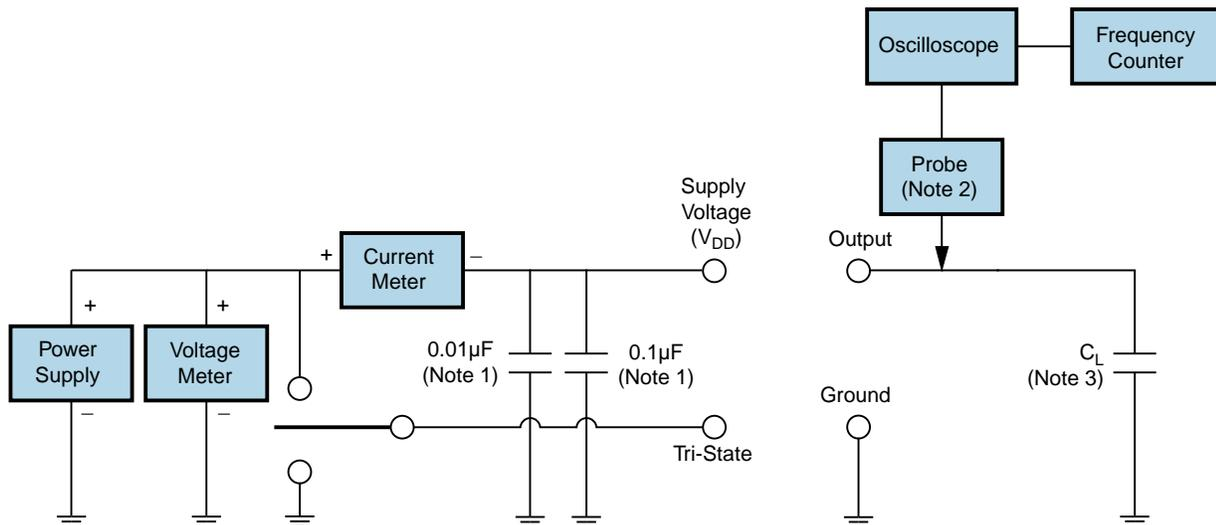 Oscilloscope
Frequency
Counter
Probe
(Note 2)
Supply
Voltage
(VDD)
Output
+
Current
Meter
–
+
+
Power
Supply
Voltage
Meter
–
–
0.01µF
(Note 1)
0.1µF
(Note 1)
CL
(Note 3)
Ground
Tri-State